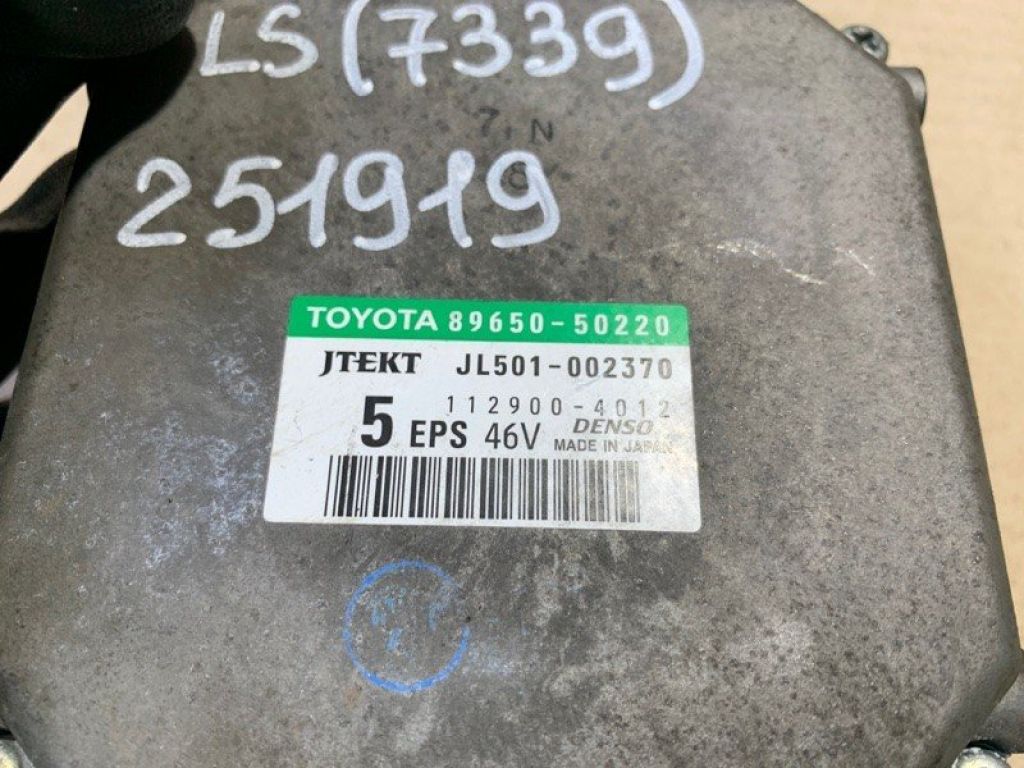 LS (7339)
7 N
8
251919
TOYOTA 89650-50220
JTEKT JL501-002370
112900-4012
5 EPS 46V DENSO
MADE IN JAPAN